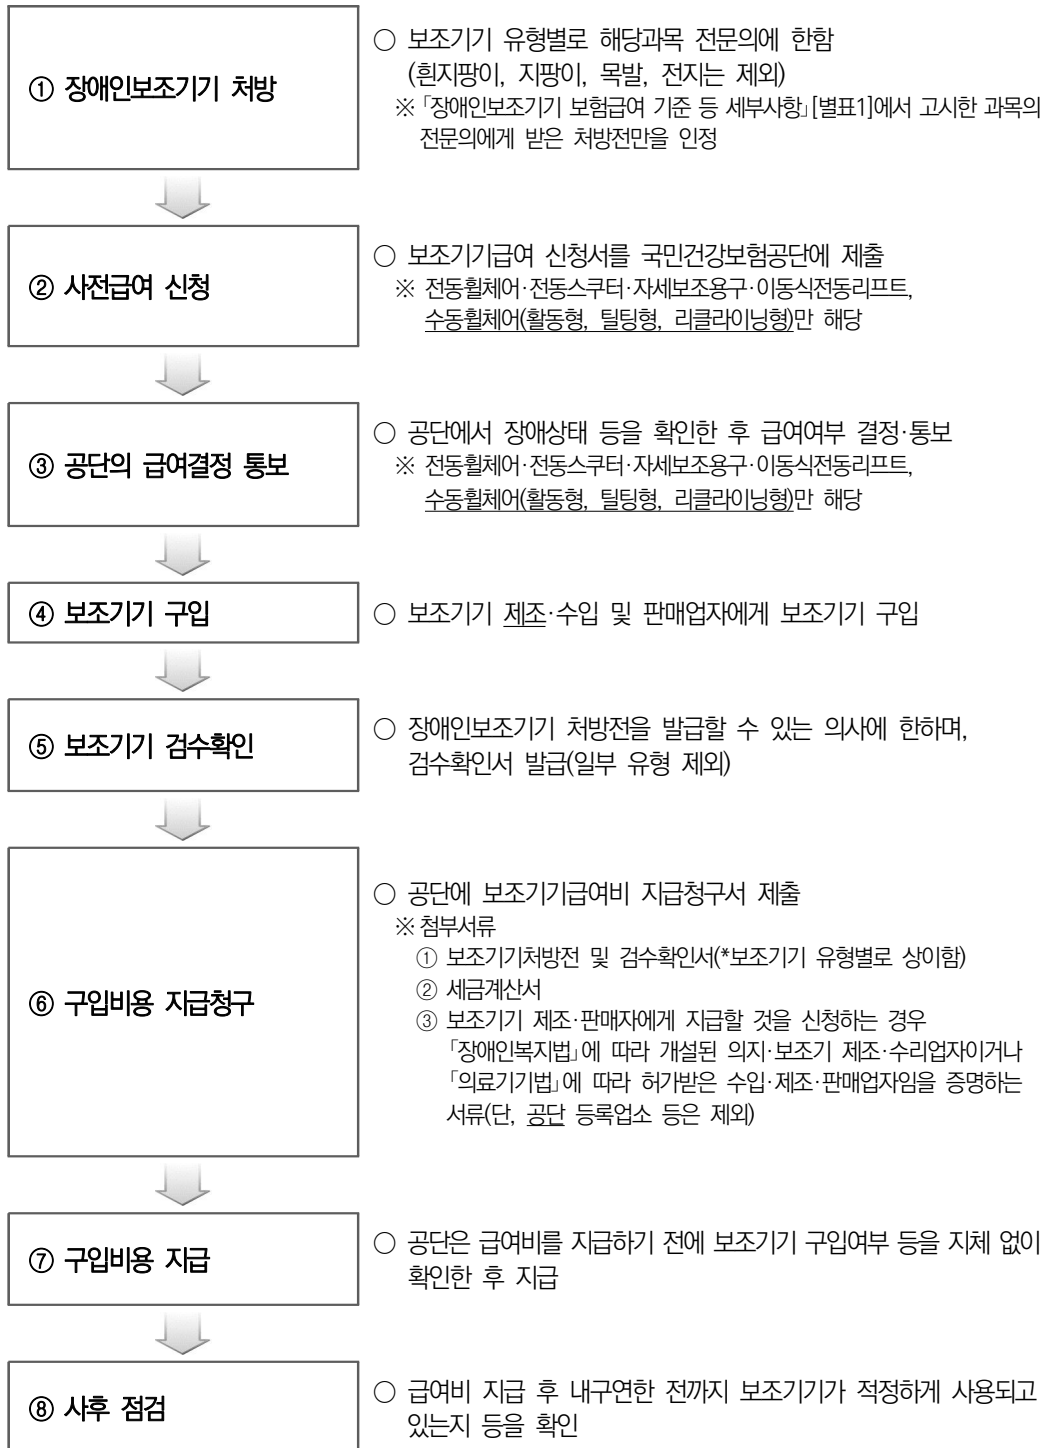 ① 장애인보조기기 처방
○ 보조기기 유형별로 해당과목 전문의에 한함
(흰지팡이, 지팡이, 목발, 전지는 제외)
※「장애인보조기기 보험급여 기준 등 세부사항」[별표1]에서 고시한 과목의
전문의에게 받은 처방전만을 인정
② 사전급여 신청
○ 보조기기급여 신청서를 국민건강보험공단에 제출
※ 전동휠체어·전동스쿠터·자세보조용구·이동식전동리프트,
수동휠체어(활동형, 틸팅형, 리클라이닝형)만 해당
③ 공단의 급여결정 통보
○ 공단에서 장애상태 등을 확인한 후 급여여부 결정·통보
※ 전동휠체어·전동스쿠터·자세보조용구·이동식전동리프트,
수동휠체어(활동형, 틸팅형, 리클라이닝형)만 해당
④ 보조기기 구입
○ 보조기기 제조·수입 및 판매업자에게 보조기기 구입
⑤ 보조기기 검수확인
○ 장애인보조기기 처방전을 발급할 수 있는 의사에 한하며,
검수확인서 발급(일부 유형 제외)
⑥ 구입비용 지급청구
○ 공단에 보조기기급여비 지급청구서 제출
※ 첨부서류
① 보조기기처방전 및 검수확인서(*보조기기 유형별로 상이함)
② 세금계산서
③ 보조기기 제조·판매자에게 지급할 것을 신청하는 경우
「장애인복지법」에 따라 개설된 의지·보조기 제조·수리업자이거나
「의료기기법」에 따라 허가받은 수입·제조·판매업자임을 증명하는
서류(단, 공단 등록업소 등은 제외)
⑦ 구입비용 지급
○ 공단은 급여비를 지급하기 전에 보조기기 구입여부 등을 지체 없이
확인한 후 지급
⑧ 사후 점검
○ 급여비 지급 후 내구연한 전까지 보조기기가 적정하게 사용되고
있는지 등을 확인